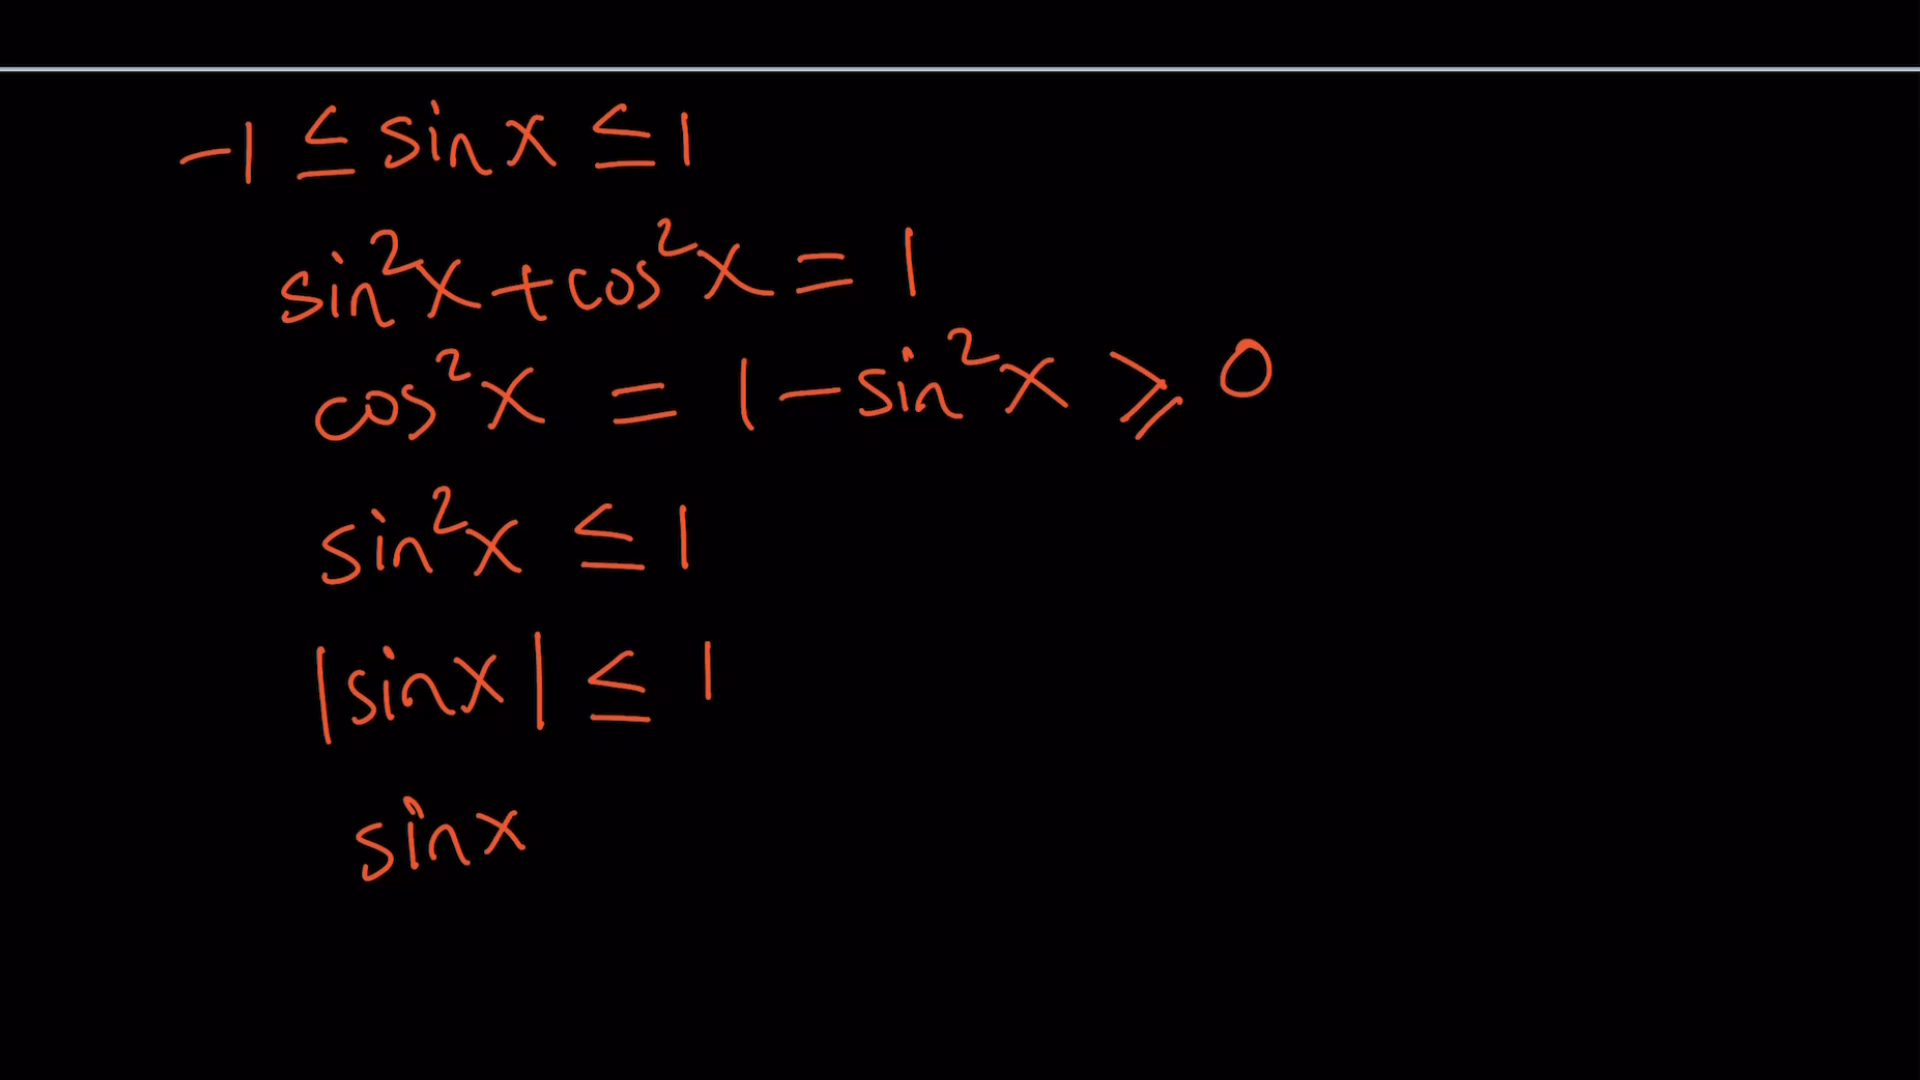 -1 ≤ sinx ≤ 1
sin²x + cos²x = 1
cos²x = 1 - sin²x ⩾ 0
sin²x ≤ 1
|sinx| ≤ 1
sinx